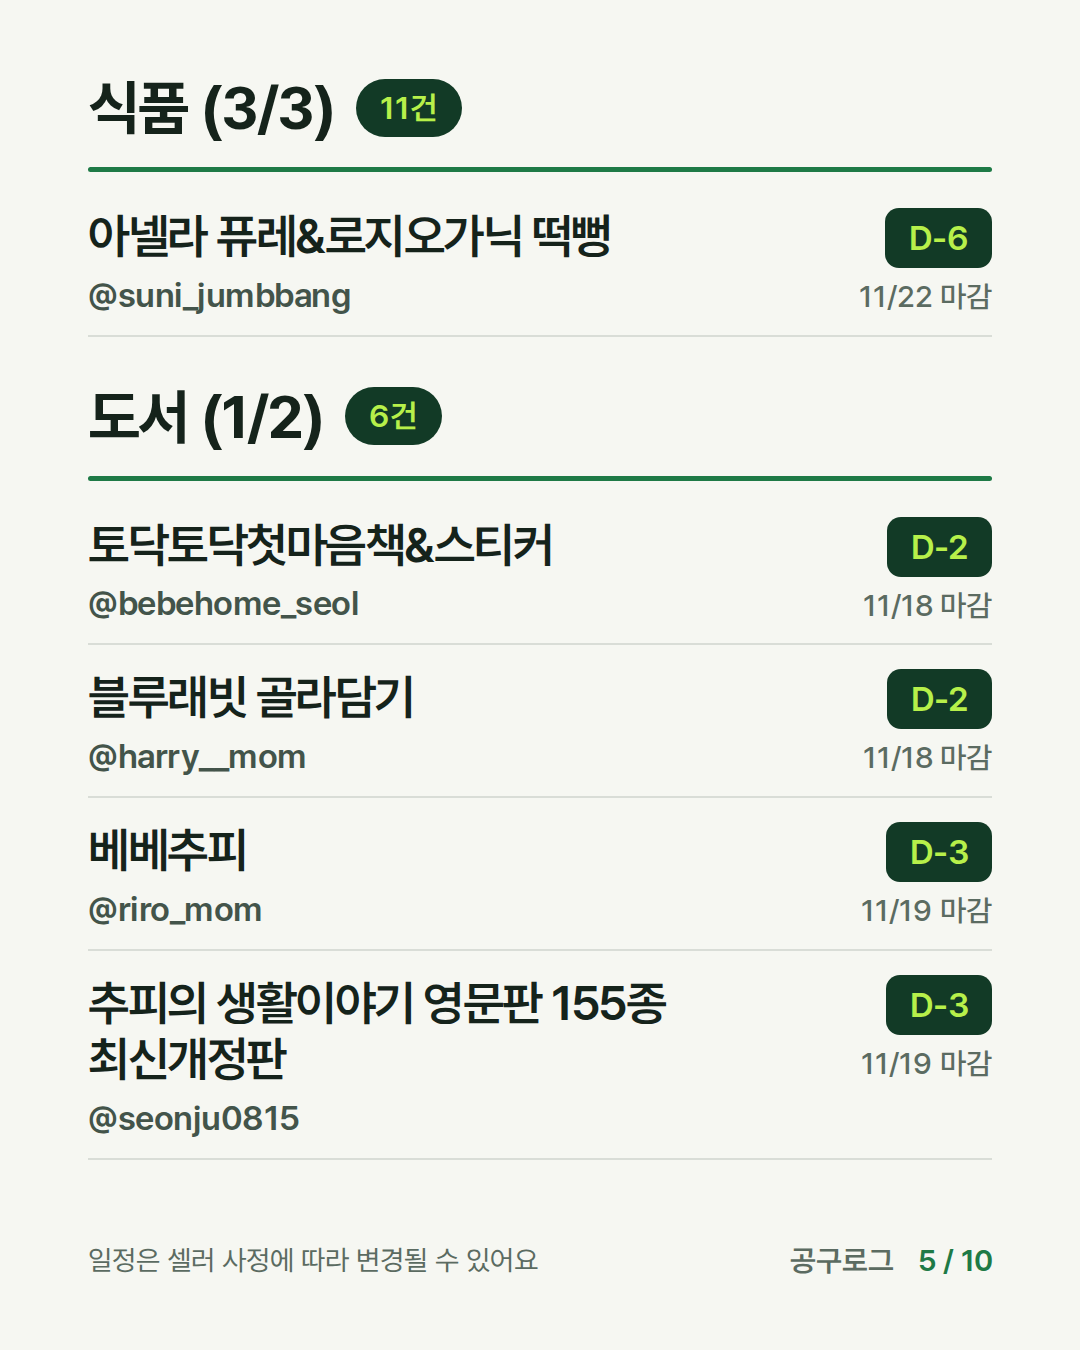 식품 (3/3) 11건
아넬라 퓨레&로지오가닉 떡뻥 D-6
@suni_jumbbang 11/22 마감
도서 (1/2) 6건
토닥토닥첫마음책&스티커 D-2
@bebehome_seol 11/18 마감
블루래빗 골라담기 D-2
@harry__mom 11/18 마감
베베추피 D-3
@riro_mom 11/19 마감
추피의 생활이야기 영문판 155종 D-3
최신개정판 11/19 마감
@seonju0815
일정은 셀러 사정에 따라 변경될 수 있어요 공구로그 5 / 10